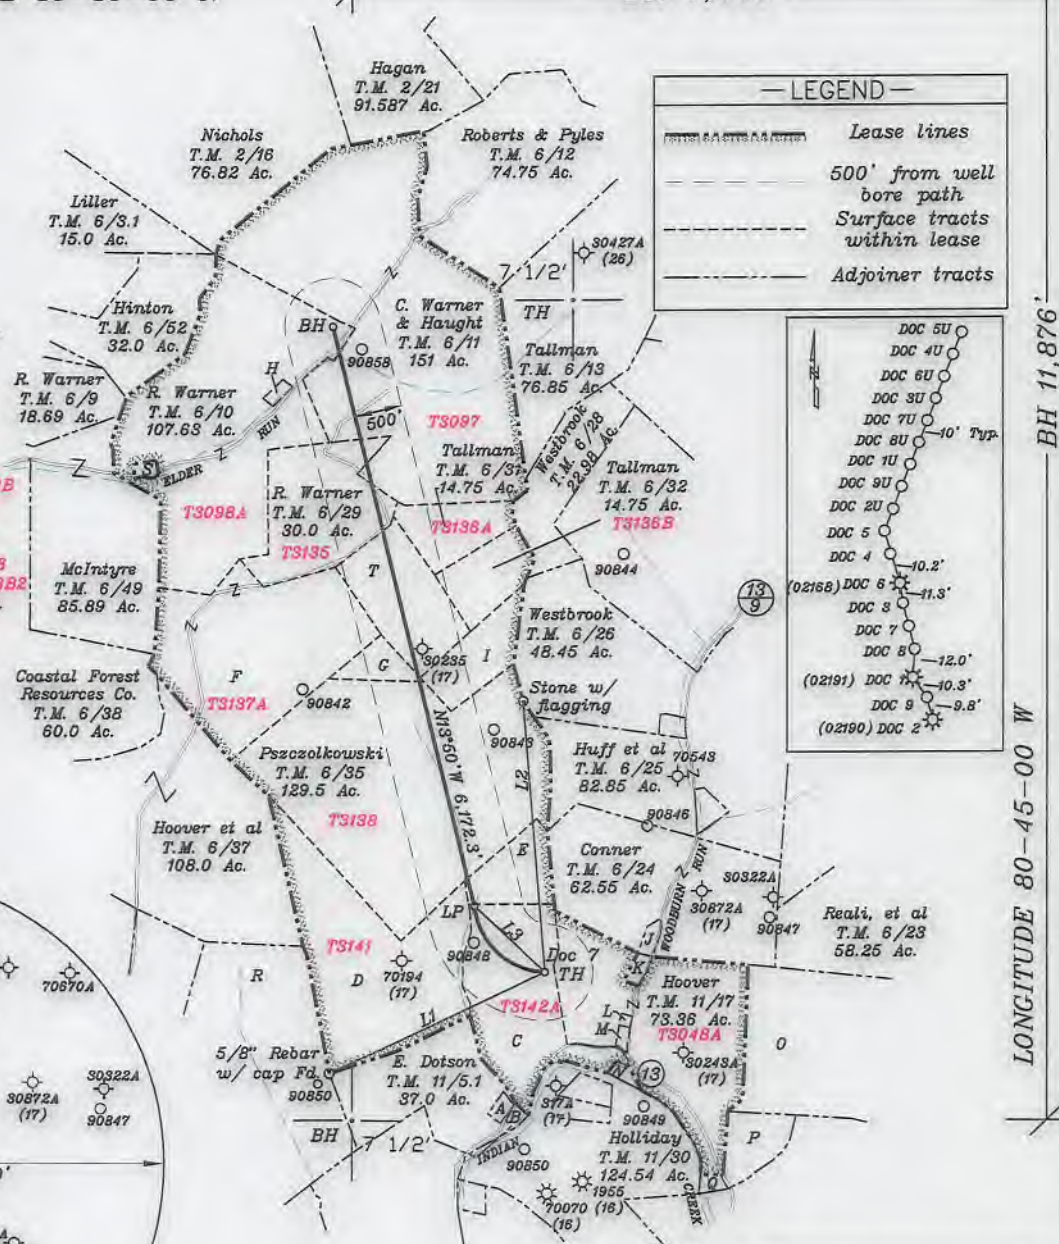 Hagan
T.M. 2/21
91.587 Ac.
Nichols
T.M. 2/16
76.82 Ac.
Roberts & Pyles
T.M. 6/12
74.75 Ac.
Liller
T.M. 6/3.1
15.0 Ac.
30427A
(26)
7 1/2'
TH
Hinton
T.M. 6/52
32.0 Ac.
BH
C. Warner
& Haught
T.M. 6/11
151 Ac.
90858
Tallman
T.M. 6/13
76.85 Ac.
R. Warner
T.M. 6/9
18.69 Ac.
H
R. Warner
T.M. 6/10
107.63 Ac.
500'
T3097
Westbrook
T.M. 6/28
22.98 Ac.
RUN
ELDER
S
Tallman
T.M. 6/31
14.75 Ac.
Tallman
T.M. 6/32
14.75 Ac.
T3098A
R. Warner
T.M. 6/29
30.0 Ac.
T3135
T3136A
T3136B
McIntyre
T.M. 6/49
85.89 Ac.
T
90844
13
9
Westbrook
T.M. 6/26
48.45 Ac.
F
G
30235
(17)
I
Coastal Forest
Resources Co.
T.M. 6/38
60.0 Ac.
T3137A
90842
Stone w/
flagging
N13°50'W 6,172.3'
90843
L2
Pszczolkowski
T.M. 6/35
129.5 Ac.
Huff et al
T.M. 6/25
82.85 Ac.
70543
T3138
90846
Hoover et al
T.M. 6/37
108.0 Ac.
E
Conner
T.M. 6/24
62.55 Ac.
WOODBURN RUN
30322A
30872A
(17)
90847
Reali, et al
T.M. 6/23
58.25 Ac.
LP
L3
T3141
R
D
70194
(17)
90848
Doc 7
TH
J
K
Hoover
T.M. 11/17
73.36 Ac.
T3048A
T3142A
L
M
L1
C
O
5/8" Rebar
w/ cap Fd.
90850
E. Dotson
T.M. 11/5.1
37.0 Ac.
30243A
(17)
13
A
B
317A
(17)
90849
BH
7 1/2'
INDIAN
90850
Holliday
T.M. 11/30
124.54 Ac.
P
Q
CREEK
1955
(16)
70070
(16)
70670A
30322A
30872A
(17)
90847
LEGEND
Lease lines
500' from well
bore path
Surface tracts
within lease
Adjoiner tracts
N
DOC 5U
DOC 4U
DOC 6U
DOC 3U
DOC 7U
DOC 8U
10' Typ.
DOC 1U
DOC 9U
DOC 2U
DOC 5
DOC 4
10.2'
(02168) DOC 6
11.3'
DOC 3
DOC 7
DOC 8
12.0'
(02191) DOC 1
10.3'
DOC 9
9.8'
(02190) DOC 2
BH 11,876'
LONGITUDE 80-45-00 W